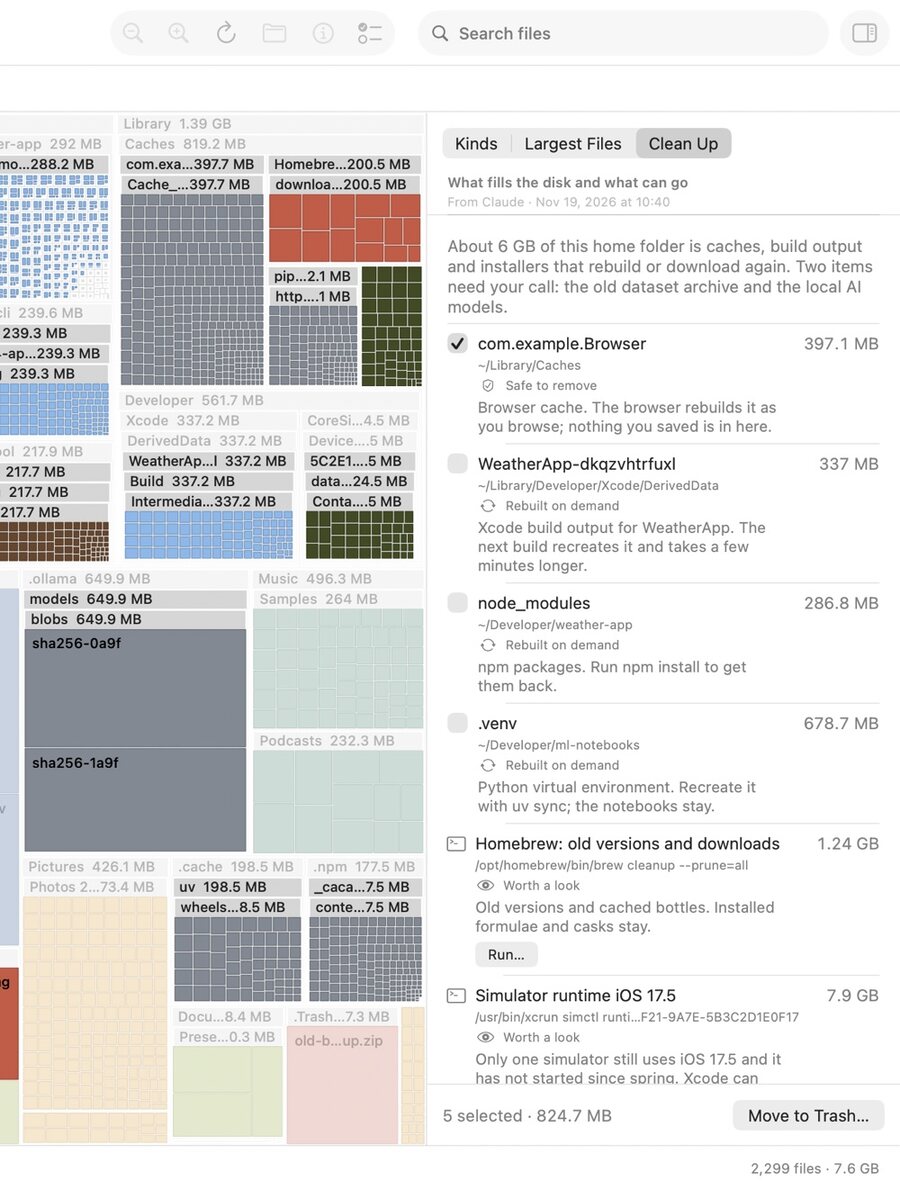 Search files
Library 1.39 GB
er-app 292 MB
Caches 819.2 MB
mo...288.2 MB
com.exa...397.7 MB
Homebre...200.5 MB
Cache_...397.7 MB
downloa...200.5 MB
pip...2.1 MB
http....1 MB
cli 239.6 MB
239.3 MB
-ap...239.3 MB
239.3 MB
Developer 561.7 MB
Xcode 337.2 MB
CoreSi...4.5 MB
DerivedData 337.2 MB
Device....5 MB
ool 217.9 MB
WeatherAp...l 337.2 MB
5C2E1....5 MB
217.7 MB
Build 337.2 MB
data...24.5 MB
217.7 MB
Intermedia...337.2 MB
Conta....5 MB
217.7 MB
.ollama 649.9 MB
Music 496.3 MB
models 649.9 MB
Samples 264 MB
blobs 649.9 MB
sha256-0a9f
Podcasts 232.3 MB
sha256-1a9f
v
Pictures 426.1 MB
.cache 198.5 MB
.npm 177.5 MB
Photos 2...73.4 MB
uv 198.5 MB
_caca...7.5 MB
wheels...8.5 MB
conte...7.5 MB
g
Docu...8.4 MB
.Trash...7.3 MB
Prese...0.3 MB
old-b...up.zip
Kinds
Largest Files
Clean Up
What fills the disk and what can go
From Claude · Nov 19, 2026 at 10:40
About 6 GB of this home folder is caches, build output
and installers that rebuild or download again. Two items
need your call: the old dataset archive and the local AI
models.
com.example.Browser 397.1 MB
~/Library/Caches
Safe to remove
Browser cache. The browser rebuilds it as
you browse; nothing you saved is in here.
WeatherApp-dkqzvhtrfuxl 337 MB
~/Library/Developer/Xcode/DerivedData
Rebuilt on demand
Xcode build output for WeatherApp. The
next build recreates it and takes a few
minutes longer.
node_modules 286.8 MB
~/Developer/weather-app
Rebuilt on demand
npm packages. Run npm install to get
them back.
.venv 678.7 MB
~/Developer/ml-notebooks
Rebuilt on demand
Python virtual environment. Recreate it
with uv sync; the notebooks stay.
Homebrew: old versions and downloads 1.24 GB
/opt/homebrew/bin/brew cleanup --prune=all
Worth a look
Old versions and cached bottles. Installed
formulae and casks stay.
Run...
Simulator runtime iOS 17.5 7.9 GB
/usr/bin/xcrun simctl runti...F21-9A7E-5B3C2D1E0F17
Worth a look
Only one simulator still uses iOS 17.5 and it
has not started since spring. Xcode can
5 selected · 824.7 MB
Move to Trash...
2,299 files · 7.6 GB